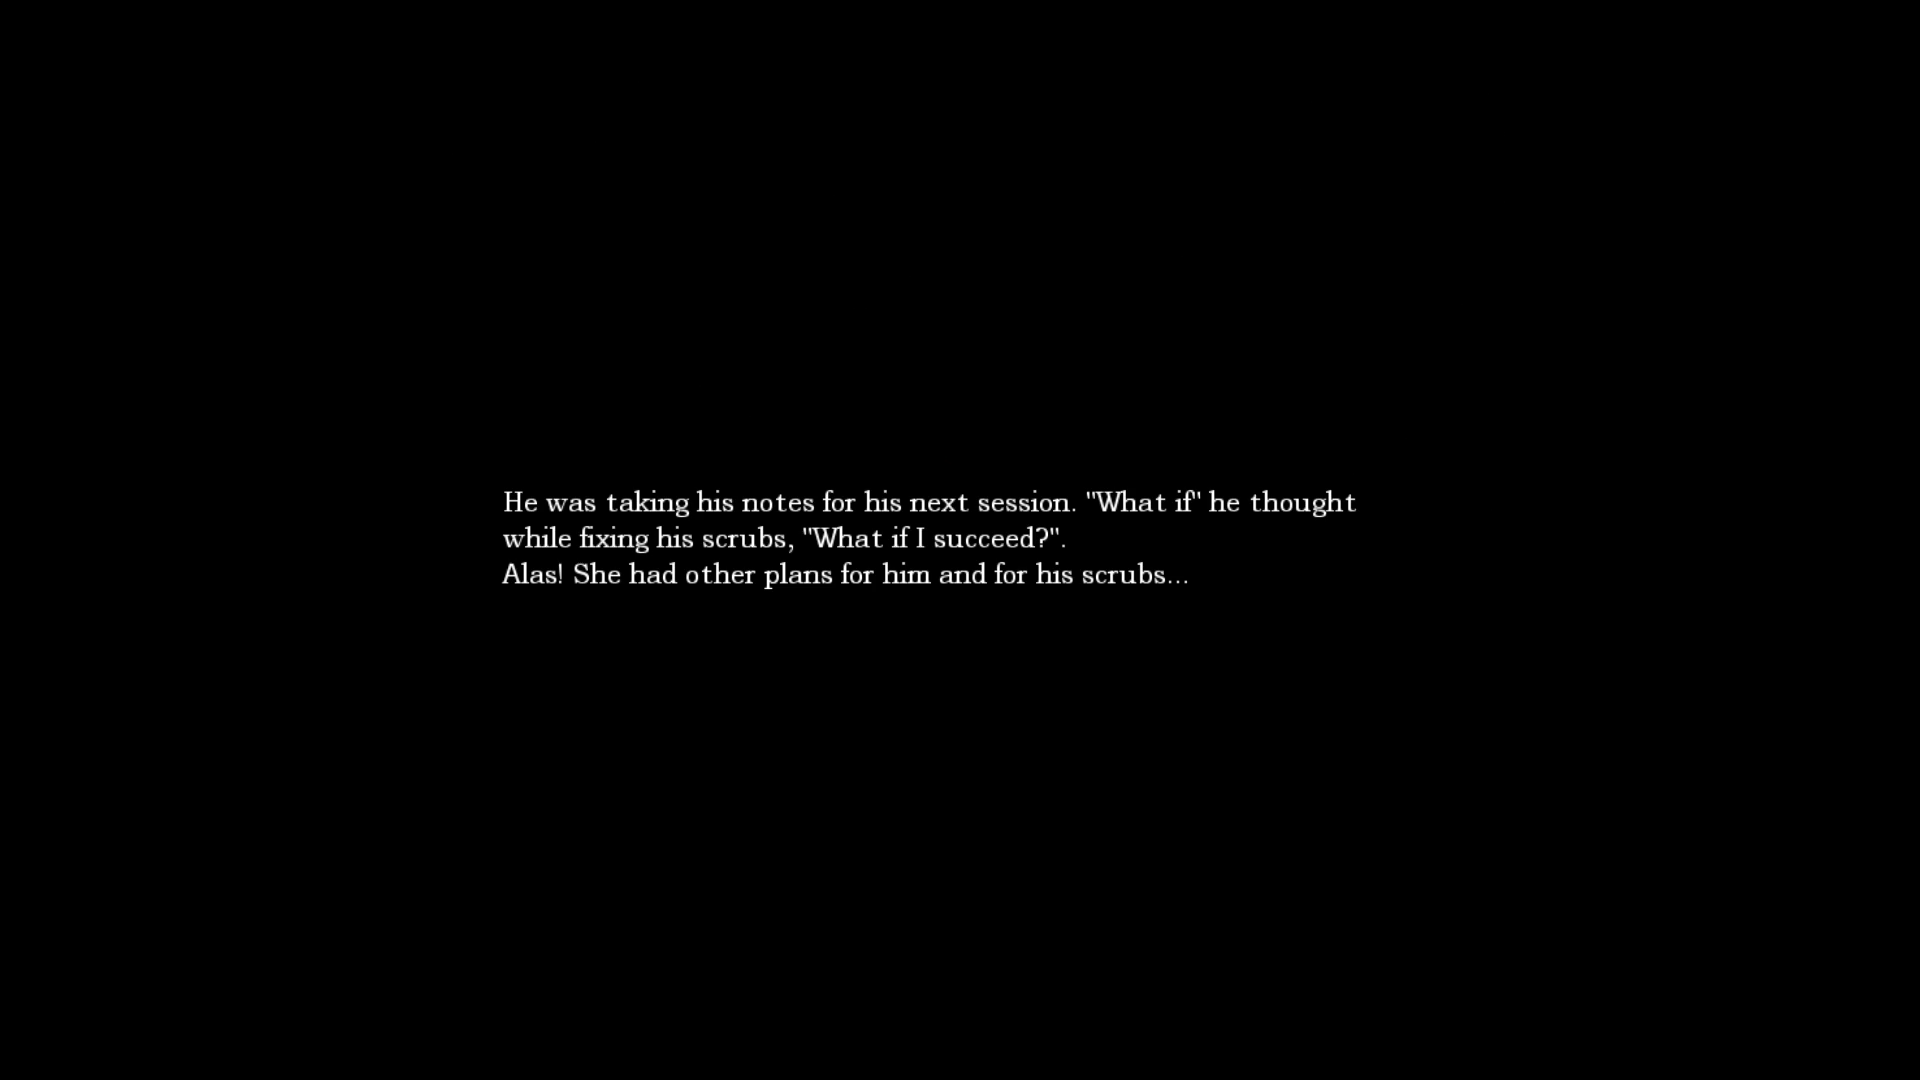 He was taking his notes for his next session. "What if" he thought
while fixing his scrubs, "What if I succeed?".
Alas! She had other plans for him and for his scrubs...